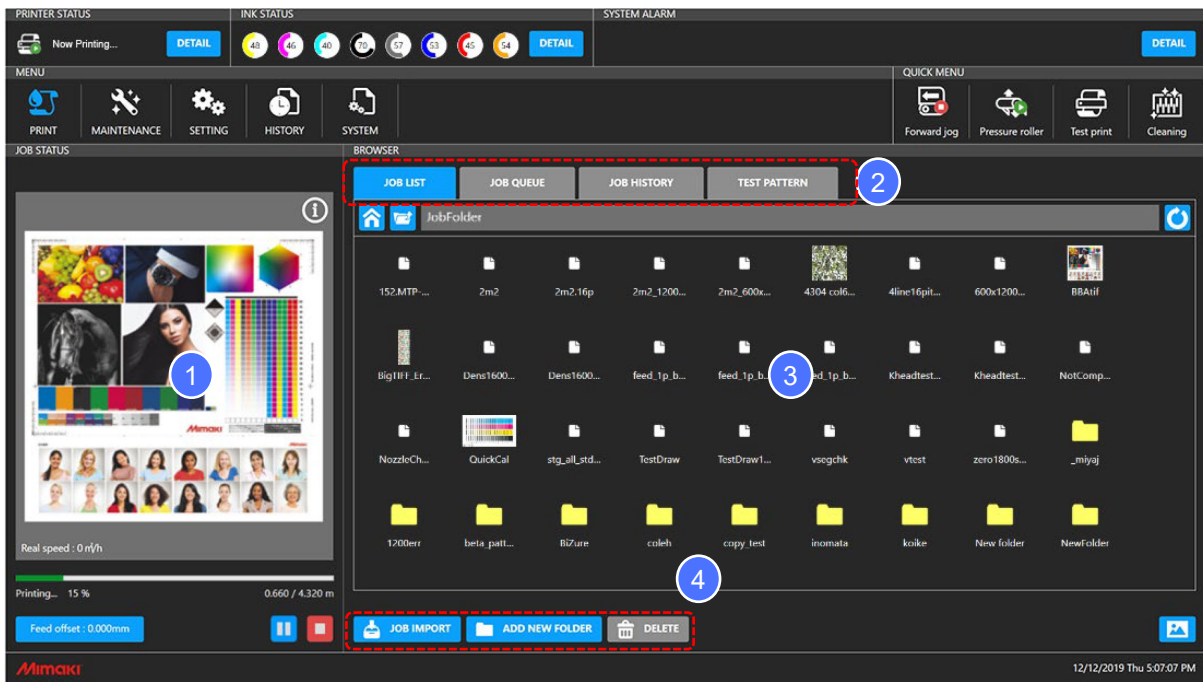 PRINTER STATUS
INK STATUS
SYSTEM ALARM
Now Printing...
DETAIL
48
46
40
70
57
53
45
54
DETAIL
DETAIL
MENU
QUICK MENU
PRINT
MAINTENANCE
SETTING
HISTORY
SYSTEM
Forward jog
Pressure roller
Test print
Cleaning
JOB STATUS
BROWSER
JOB LIST
JOB QUEUE
JOB HISTORY
TEST PATTERN
2
JobFolder
152.MTP-...
2m2
2m2.16p
2m2_1200...
2m2_600x...
4304 col6...
4line16pit...
600x1200...
BBAtif
1
3
BigTIFF_Er...
Dens1600...
Dens1600...
feed_1p_b...
feed_1p_b...
ed_1p_b...
Kheadtest...
Kheadtest...
NotComp...
Mimaki
NozzleCh...
QuickCal
stg_all_std...
TestDraw
TestDraw1...
vsegchk
vtest
zero1800s...
_miyaj
1200err
beta_patt...
BiZure
coleh
copy_test
inomata
koike
New folder
NewFolder
Real speed : 0㎡/h
4
Printing... 15 %
0.660 / 4.320 m
Feed offset : 0.000mm
JOB IMPORT
ADD NEW FOLDER
DELETE
Mimaki
12/12/2019 Thu 5:07:07 PM